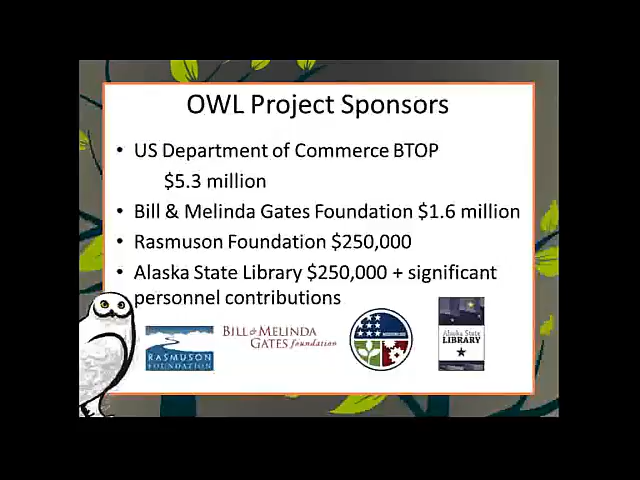 OWL Project Sponsors
• US Department of Commerce BTOP
$5.3 million
• Bill & Melinda Gates Foundation $1.6 million
• Rasmuson Foundation $250,000
• Alaska State Library $250,000 + significant
personnel contributions
RASMUSON
FOUNDATION
BILL & MELINDA
GATES foundation
Alaska State
LIBRARY